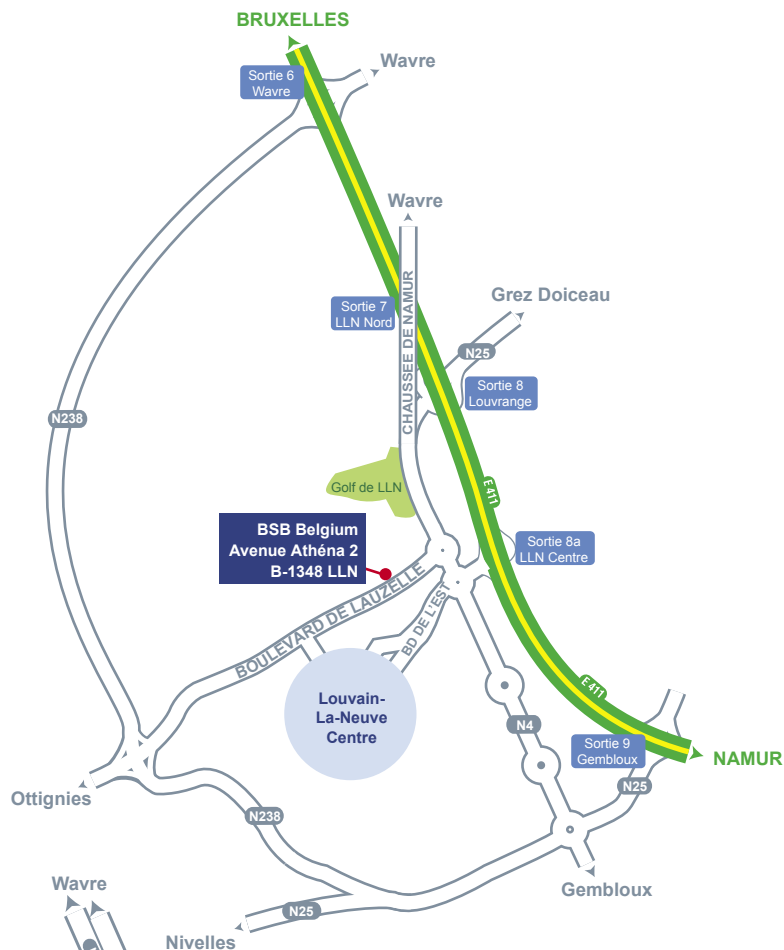 BRUXELLES
Wavre
Sortie 6
Wavre
Wavre
Grez Doiceau
Sortie 7
LLN Nord
CHAUSSEE DE NAMUR
N25
Sortie 8
Louvrange
N238
Golf de LLN
E 411
BSB Belgium
Avenue Athéna 2
B-1348 LLN
Sortie 8a
LLN Centre
BOULEVARD DE LAUZELLE
BD DE L'EST
Louvain-
La-Neuve
Centre
E 411
N4
Sortie 9
Gembloux
NAMUR
Ottignies
N25
N238
Gembloux
Wavre
N25
Nivelles